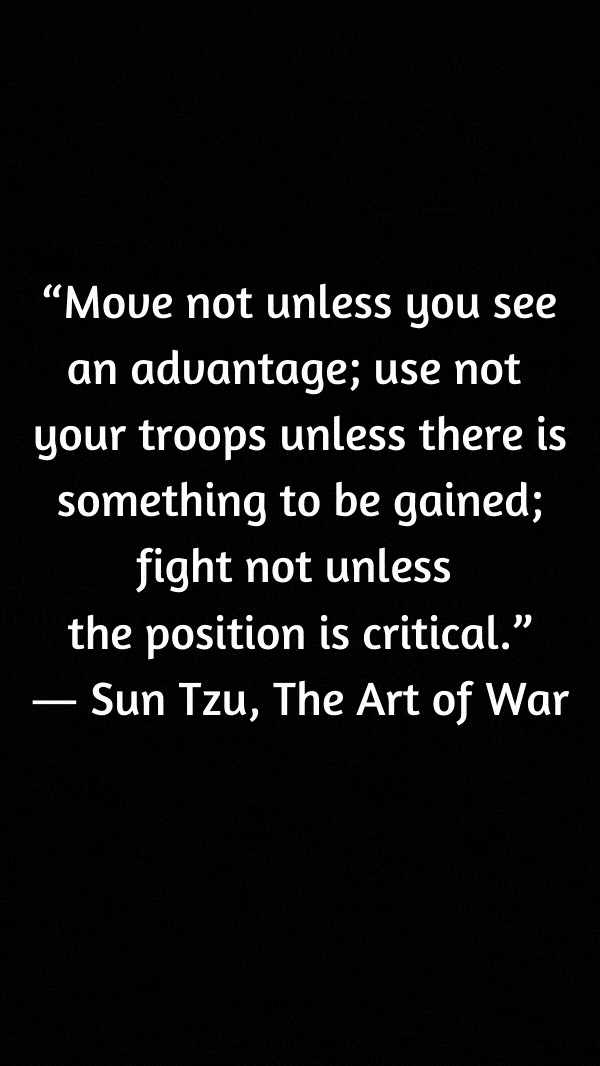 “Move not unless you see
an advantage; use not
your troops unless there is
something to be gained;
fight not unless
the position is critical.”
— Sun Tzu, The Art of War